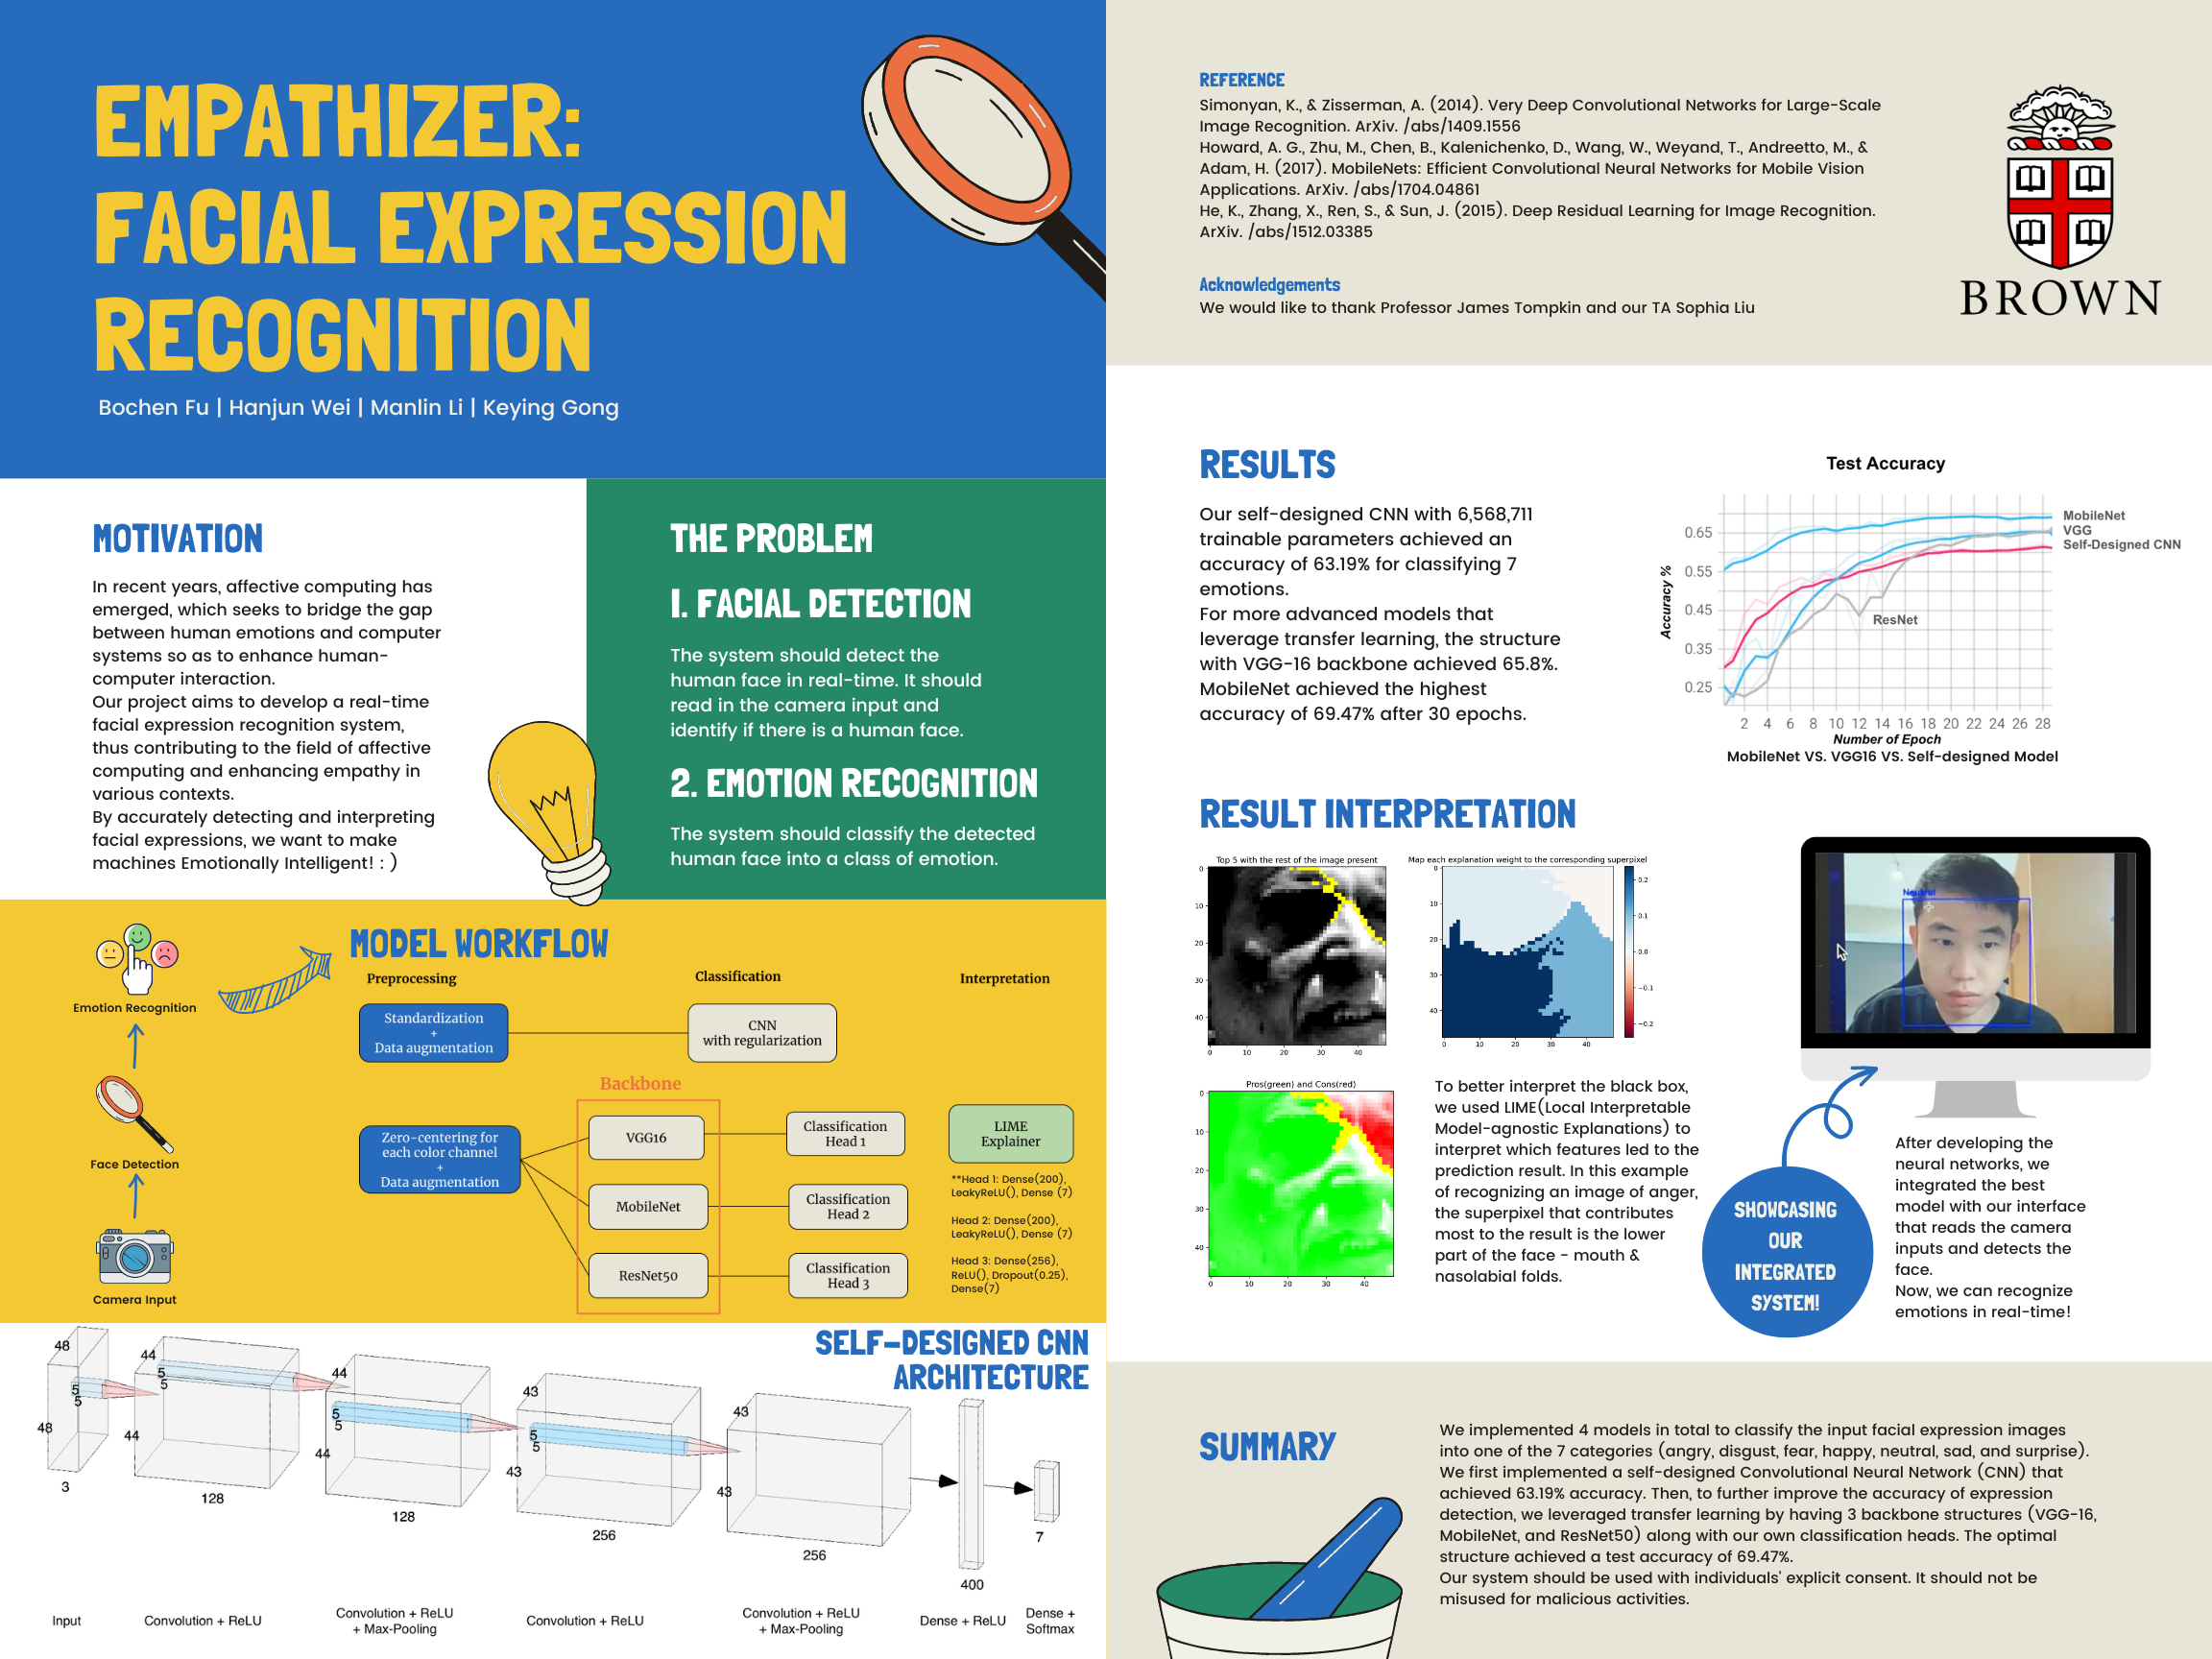 EMPATHIZER:
FACIAL EXPRESSION
RECOGNITION
Bochen Fu | Hanjun Wei | Manlin Li | Keying Gong
MOTIVATION
In recent years, affective computing has
emerged, which seeks to bridge the gap
between human emotions and computer
systems so as to enhance human-
computer interaction.
Our project aims to develop a real-time
facial expression recognition system,
thus contributing to the field of affective
computing and enhancing empathy in
various contexts.
By accurately detecting and interpreting
facial expressions, we want to make
machines Emotionally Intelligent! : )
THE PROBLEM
1. FACIAL DETECTION
The system should detect the
human face in real-time. It should
read in the camera input and
identify if there is a human face.
2. EMOTION RECOGNITION
The system should classify the detected
human face into a class of emotion.
MODEL WORKFLOW
Emotion Recognition
Face Detection
Camera Input
Preprocessing
Classification
Interpretation
Standardization
+
Data augmentation
CNN
with regularization
Backbone
Zero-centering for
each color channel
+
Data augmentation
VGG16
MobileNet
ResNet50
Classification
Head 1
Classification
Head 2
Classification
Head 3
LIME
Explainer
**Head 1: Dense(200),
LeakyReLU(), Dense (7)
Head 2: Dense(200),
LeakyReLU(), Dense (7)
Head 3: Dense(256),
ReLU(), Dropout(0.25),
Dense(7)
SELF-DESIGNED CNN
ARCHITECTURE
48
48
3
5
5
44
44
128
5
5
44
44
128
5
5
43
43
256
5
5
43
43
256
400
7
Input
Convolution + ReLU
Convolution + ReLU
+ Max-Pooling
Convolution + ReLU
Convolution + ReLU
+ Max-Pooling
Dense + ReLU
Dense +
Softmax
REFERENCE
Simonyan, K., & Zisserman, A. (2014). Very Deep Convolutional Networks for Large-Scale
Image Recognition. ArXiv. /abs/1409.1556
Howard, A. G., Zhu, M., Chen, B., Kalenichenko, D., Wang, W., Weyand, T., Andreetto, M., &
Adam, H. (2017). MobileNets: Efficient Convolutional Neural Networks for Mobile Vision
Applications. ArXiv. /abs/1704.04861
He, K., Zhang, X., Ren, S., & Sun, J. (2015). Deep Residual Learning for Image Recognition.
ArXiv. /abs/1512.03385
Acknowledgements
We would like to thank Professor James Tompkin and our TA Sophia Liu
BROWN
RESULTS
Our self-designed CNN with 6,568,711
trainable parameters achieved an
accuracy of 63.19% for classifying 7
emotions.
For more advanced models that
leverage transfer learning, the structure
with VGG-16 backbone achieved 65.8%.
MobileNet achieved the highest
accuracy of 69.47% after 30 epochs.
Test Accuracy
Accuracy %
0.65
0.55
0.45
0.35
0.25
MobileNet
VGG
Self-Designed CNN
ResNet
2 4 6 8 10 12 14 16 18 20 22 24 26 28
Number of Epoch
MobileNet VS. VGG16 VS. Self-designed Model
RESULT INTERPRETATION
Top 5 with the rest of the image present
0
10
20
30
40
0 10 20 30 40
Map each explanation weight to the corresponding superpixel
0
10
20
30
40
0 10 20 30 40
0.2
0.1
0.0
−0.1
−0.2
Pros(green) and Cons(red)
0
10
20
30
40
0 10 20 30 40
To better interpret the black box,
we used LIME(Local Interpretable
Model-agnostic Explanations) to
interpret which features led to the
prediction result. In this example
of recognizing an image of anger,
the superpixel that contributes
most to the result is the lower
part of the face - mouth &
nasolabial folds.
Neutral
SHOWCASING
OUR
INTEGRATED
SYSTEM!
After developing the
neural networks, we
integrated the best
model with our interface
that reads the camera
inputs and detects the
face.
Now, we can recognize
emotions in real-time!
SUMMARY
We implemented 4 models in total to classify the input facial expression images
into one of the 7 categories (angry, disgust, fear, happy, neutral, sad, and surprise).
We first implemented a self-designed Convolutional Neural Network (CNN) that
achieved 63.19% accuracy. Then, to further improve the accuracy of expression
detection, we leveraged transfer learning by having 3 backbone structures (VGG-16,
MobileNet, and ResNet50) along with our own classification heads. The optimal
structure achieved a test accuracy of 69.47%.
Our system should be used with individuals' explicit consent. It should not be
misused for malicious activities.